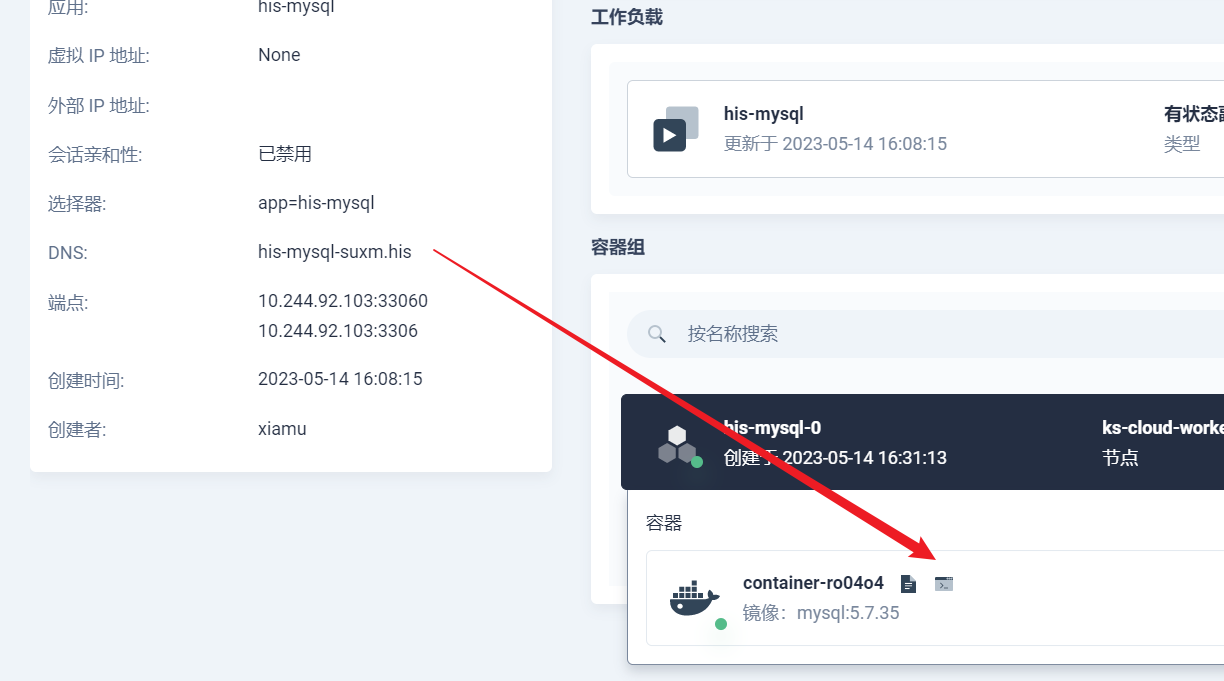 应用: his-mysql
虚拟 IP 地址: None
外部 IP 地址:
会话亲和性: 已禁用
选择器: app=his-mysql
DNS: his-mysql-suxm.his
端点: 10.244.92.103:33060
10.244.92.103:3306
创建时间: 2023-05-14 16:08:15
创建者: xiamu
工作负载
his-mysql 有状态副
更新于 2023-05-14 16:08:15 类型
容器组
按名称搜索
his-mysql-0 ks-cloud-worke
创建于 2023-05-14 16:31:13 节点
容器
container-ro04o4
镜像：mysql:5.7.35